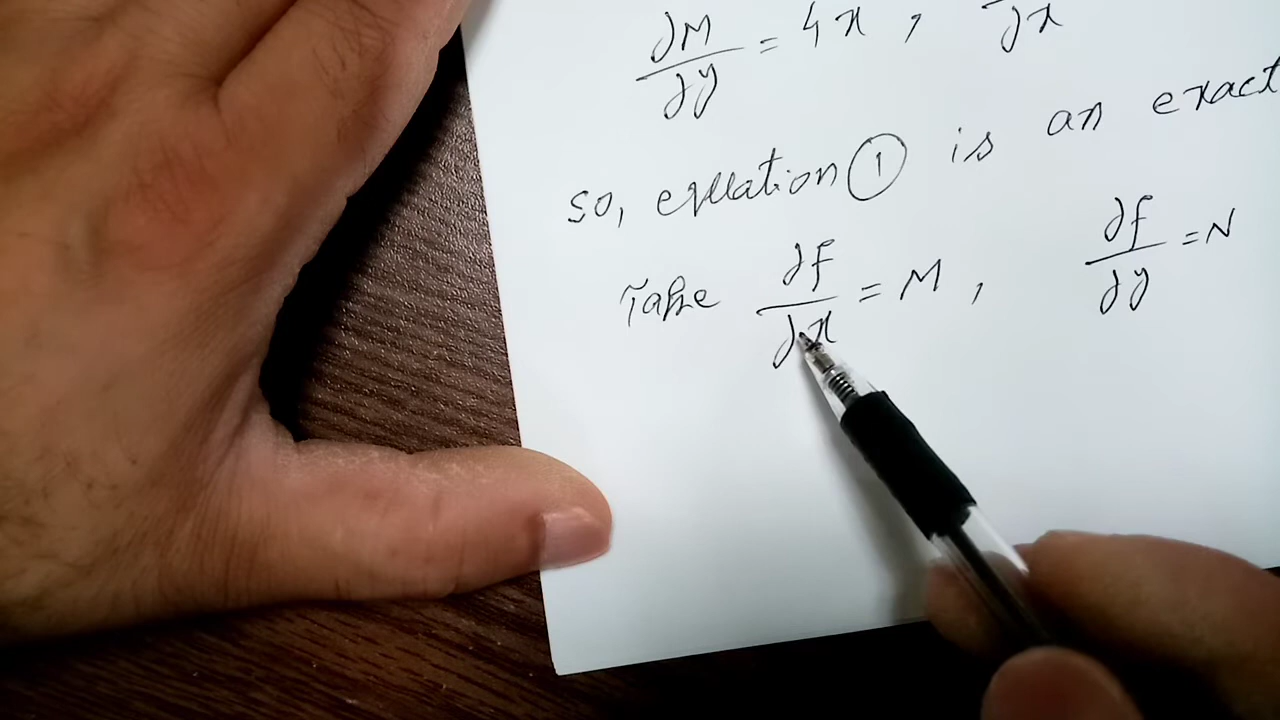 ∂M/∂y = 4x , /∂x
so, equation ① is an exact
Take ∂f/∂x = M , ∂f/∂y = N